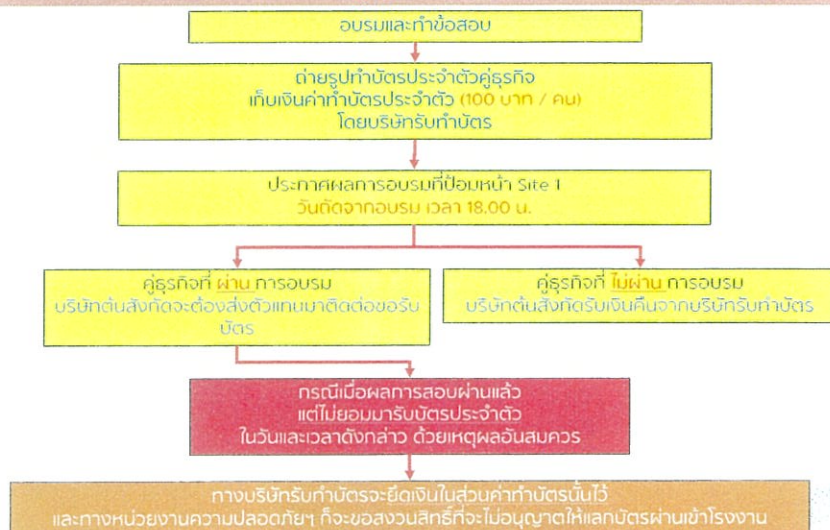 อบรมและทำข้อสอบ
ถ่ายรูปทำบัตรประจำตัวคู่ธุรกิจ
เก็บเงินค่าทำบัตรประจำตัว (100 บาท / คน)
โดยบริษัทรับทำบัตร
ประกาศผลการอบรมที่ป้อมหน้า Site 1
วันถัดจากอบรม เวลา 18.00 น.
คู่ธุรกิจที่ ผ่าน การอบรม
บริษัทต้นสังกัดจะต้องส่งตัวแทนมาติดต่อขอรับ
บัตร
คู่ธุรกิจที่ ไม่ผ่าน การอบรม
บริษัทต้นสังกัดรับเงินคืนจากบริษัทรับทำบัตร
กรณีเมื่อผลการสอบผ่านแล้ว
แต่ไม่ยอมมารับบัตรประจำตัว
ในวันและเวลาดังกล่าว ด้วยเหตุผลอันสมควร
ทางบริษัทรับทำบัตรจะยึดเงินในส่วนค่าทำบัตรนั้นไว้
และทางหน่วยงานความปลอดภัยฯ ก็จะขอสงวนสิทธิ์ที่จะไม่อนุญาตให้แลกบัตรผ่านเข้าโรงงาน